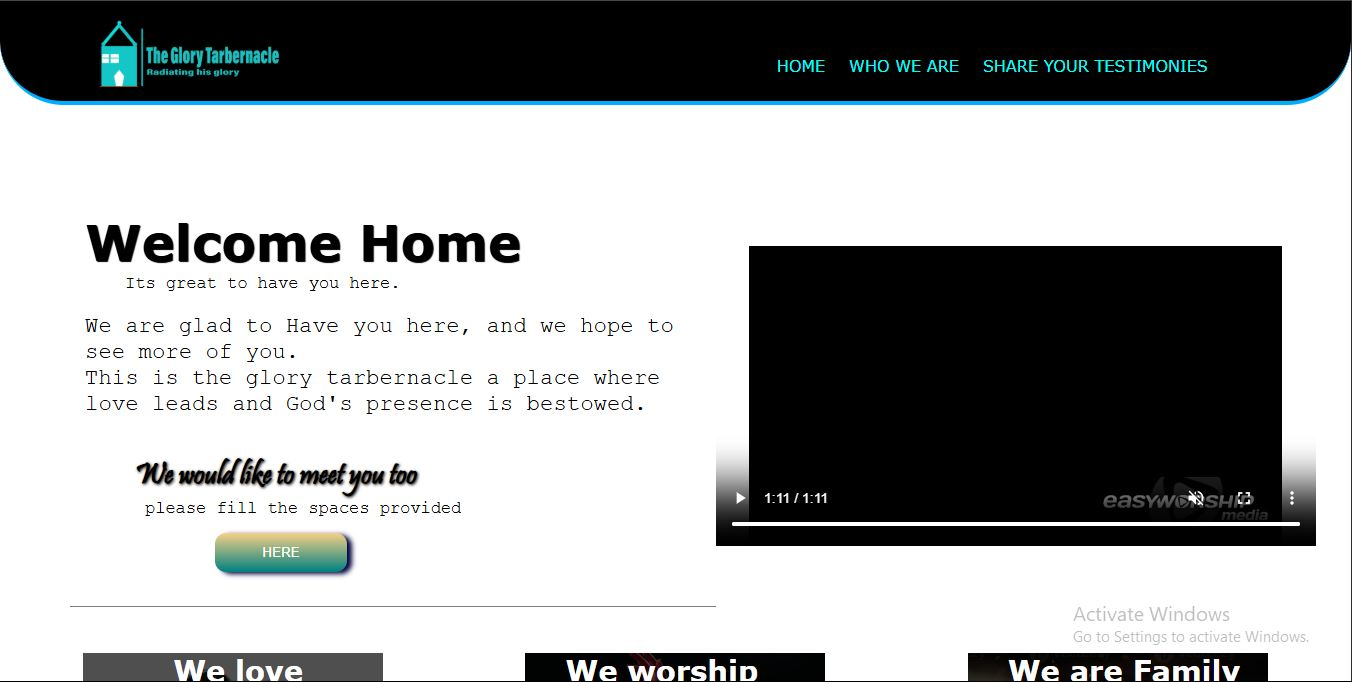 The Glory Tarbernacle
Radiating his glory
HOME WHO WE ARE SHARE YOUR TESTIMONIES
Welcome Home
Its great to have you here.
We are glad to Have you here, and we hope to
see more of you.
This is the glory tarbernacle a place where
love leads and God's presence is bestowed.
We would like to meet you too
please fill the spaces provided
HERE
1:11 / 1:11
EASYWORSHIP
media
Activate Windows
Go to Settings to activate Windows.
We love
We worship
We are Family